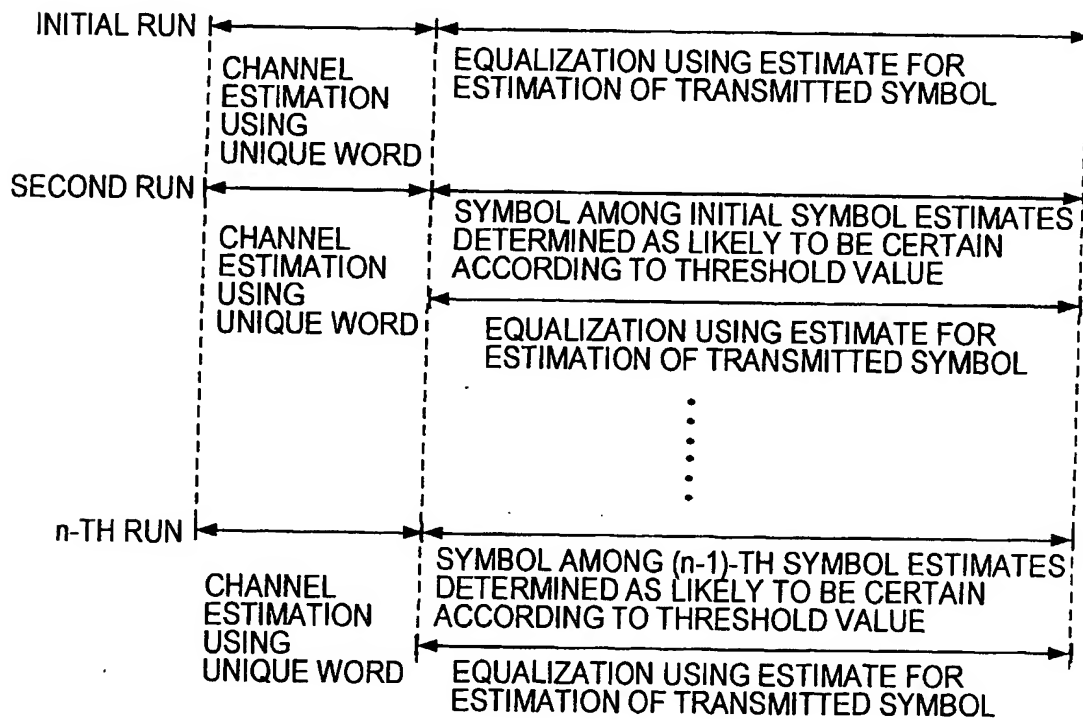 INITIAL RUN
CHANNEL
ESTIMATION
USING
UNIQUE WORD
EQUALIZATION USING ESTIMATE FOR
ESTIMATION OF TRANSMITTED SYMBOL
SECOND RUN
CHANNEL
ESTIMATION
USING
UNIQUE WORD
SYMBOL AMONG INITIAL SYMBOL ESTIMATES
DETERMINED AS LIKELY TO BE CERTAIN
ACCORDING TO THRESHOLD VALUE
EQUALIZATION USING ESTIMATE FOR
ESTIMATION OF TRANSMITTED SYMBOL
n-TH RUN
CHANNEL
ESTIMATION
USING
UNIQUE WORD
SYMBOL AMONG (n-1)-TH SYMBOL ESTIMATES
DETERMINED AS LIKELY TO BE CERTAIN
ACCORDING TO THRESHOLD VALUE
EQUALIZATION USING ESTIMATE FOR
ESTIMATION OF TRANSMITTED SYMBOL